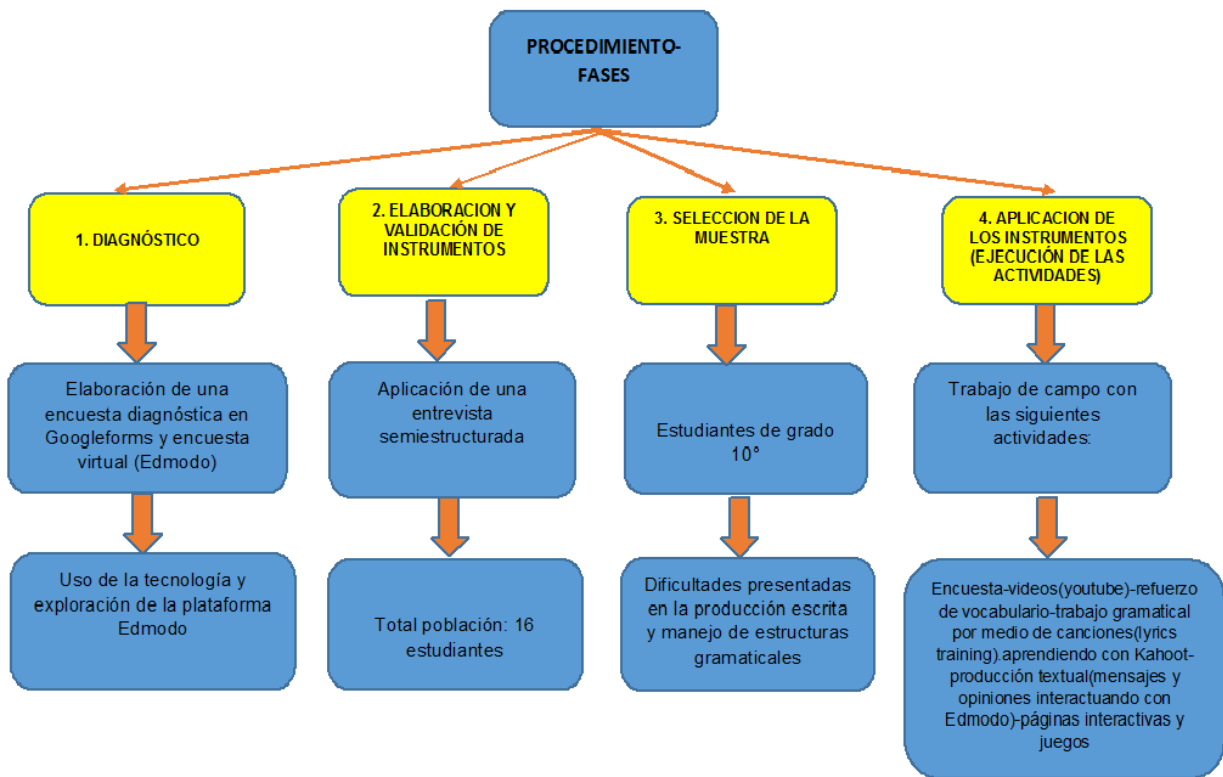 PROCEDIMIENTO-
FASES
1. DIAGNÓSTICO
2. ELABORACION Y
VALIDACIÓN DE
INSTRUMENTOS
3. SELECCION DE LA
MUESTRA
4. APLICACION DE
LOS INSTRUMENTOS
(EJECUCIÓN DE LAS
ACTIVIDADES)
Elaboración de una
encuesta diagnóstica en
Googleforms y encuesta
virtual (Edmodo)
Aplicación de una
entrevista
semiestructurada
Estudiantes de grado
10°
Trabajo de campo con
las siguientes
actividades:
Uso de la tecnología y
exploración de la plataforma
Edmodo
Total población: 16
estudiantes
Dificultades presentadas
en la producción escrita
y manejo de estructuras
gramaticales
Encuesta-videos(youtube)-refuerzo
de vocabulario-trabajo gramatical
por medio de canciones(lyrics
training).aprendiendo con Kahoot-
producción textual(mensajes y
opiniones interactuando con
Edmodo)-páginas interactivas y
juegos